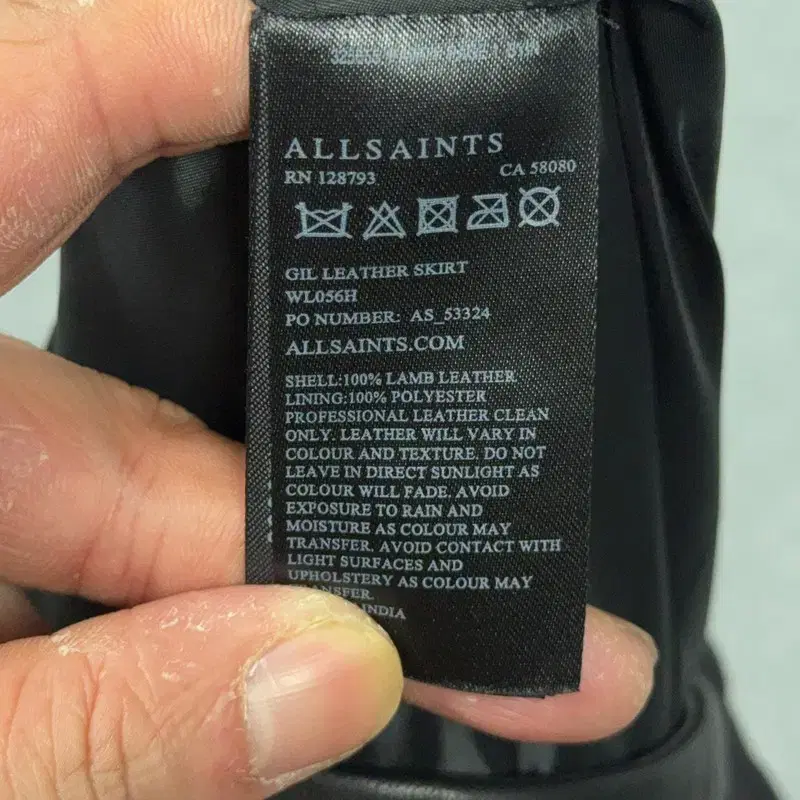 ALLSAINTS
RN 128793 CA 58080
GIL LEATHER SKIRT
WL056H
PO NUMBER: AS_53324
ALLSAINTS.COM
SHELL:100% LAMB LEATHER
LINING:100% POLYESTER
PROFESSIONAL LEATHER CLEAN
ONLY. LEATHER WILL VARY IN
COLOUR AND TEXTURE. DO NOT
LEAVE IN DIRECT SUNLIGHT AS
COLOUR WILL FADE. AVOID
EXPOSURE TO RAIN AND
MOISTURE AS COLOUR MAY
TRANSFER. AVOID CONTACT WITH
LIGHT SURFACES AND
UPHOLSTERY AS COLOUR MAY
INDIA